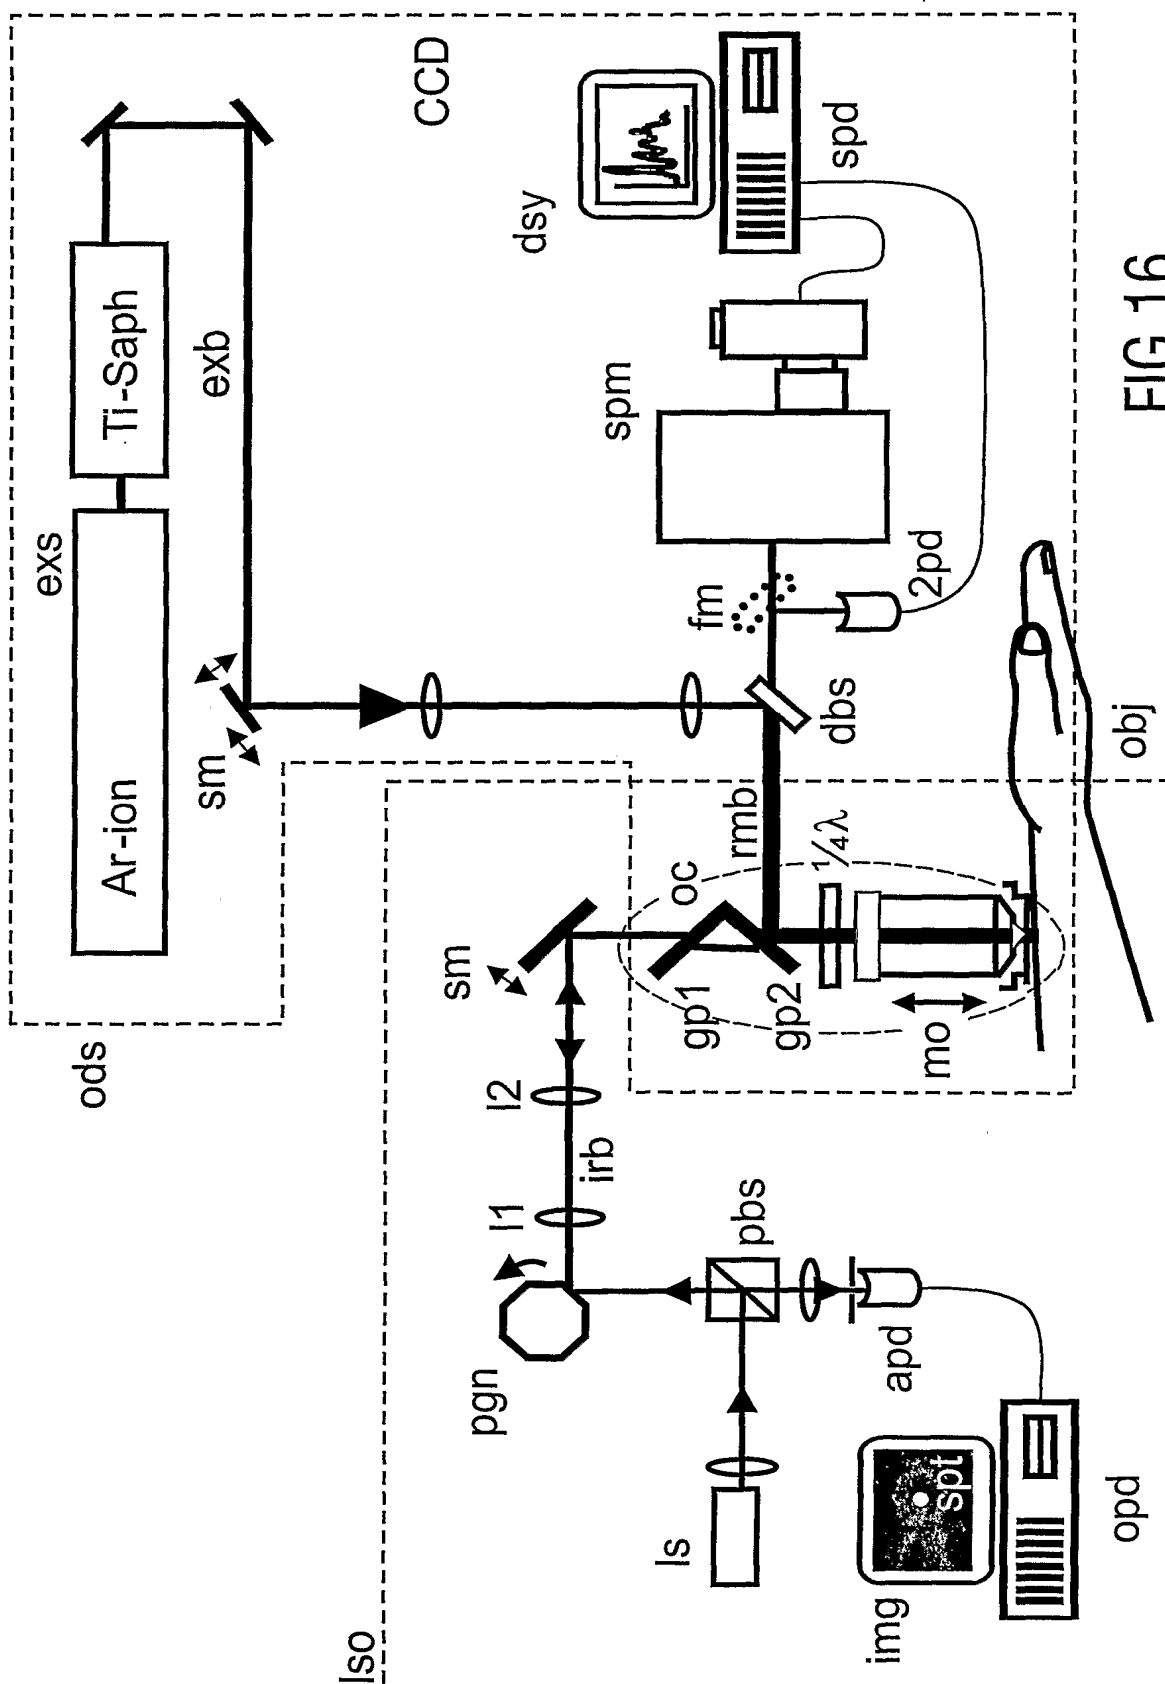 lso
ods
exs
Ar-ion
Ti-Saph
exb
sm
CCD
sm
l2
l1
irb
pgn
gp1
oc
gp2
rmb
1/4λ
mo
dbs
fm
2pd
spm
dsy
spd
ls
pbs
apd
img
spt
opd
obj
FIG 16